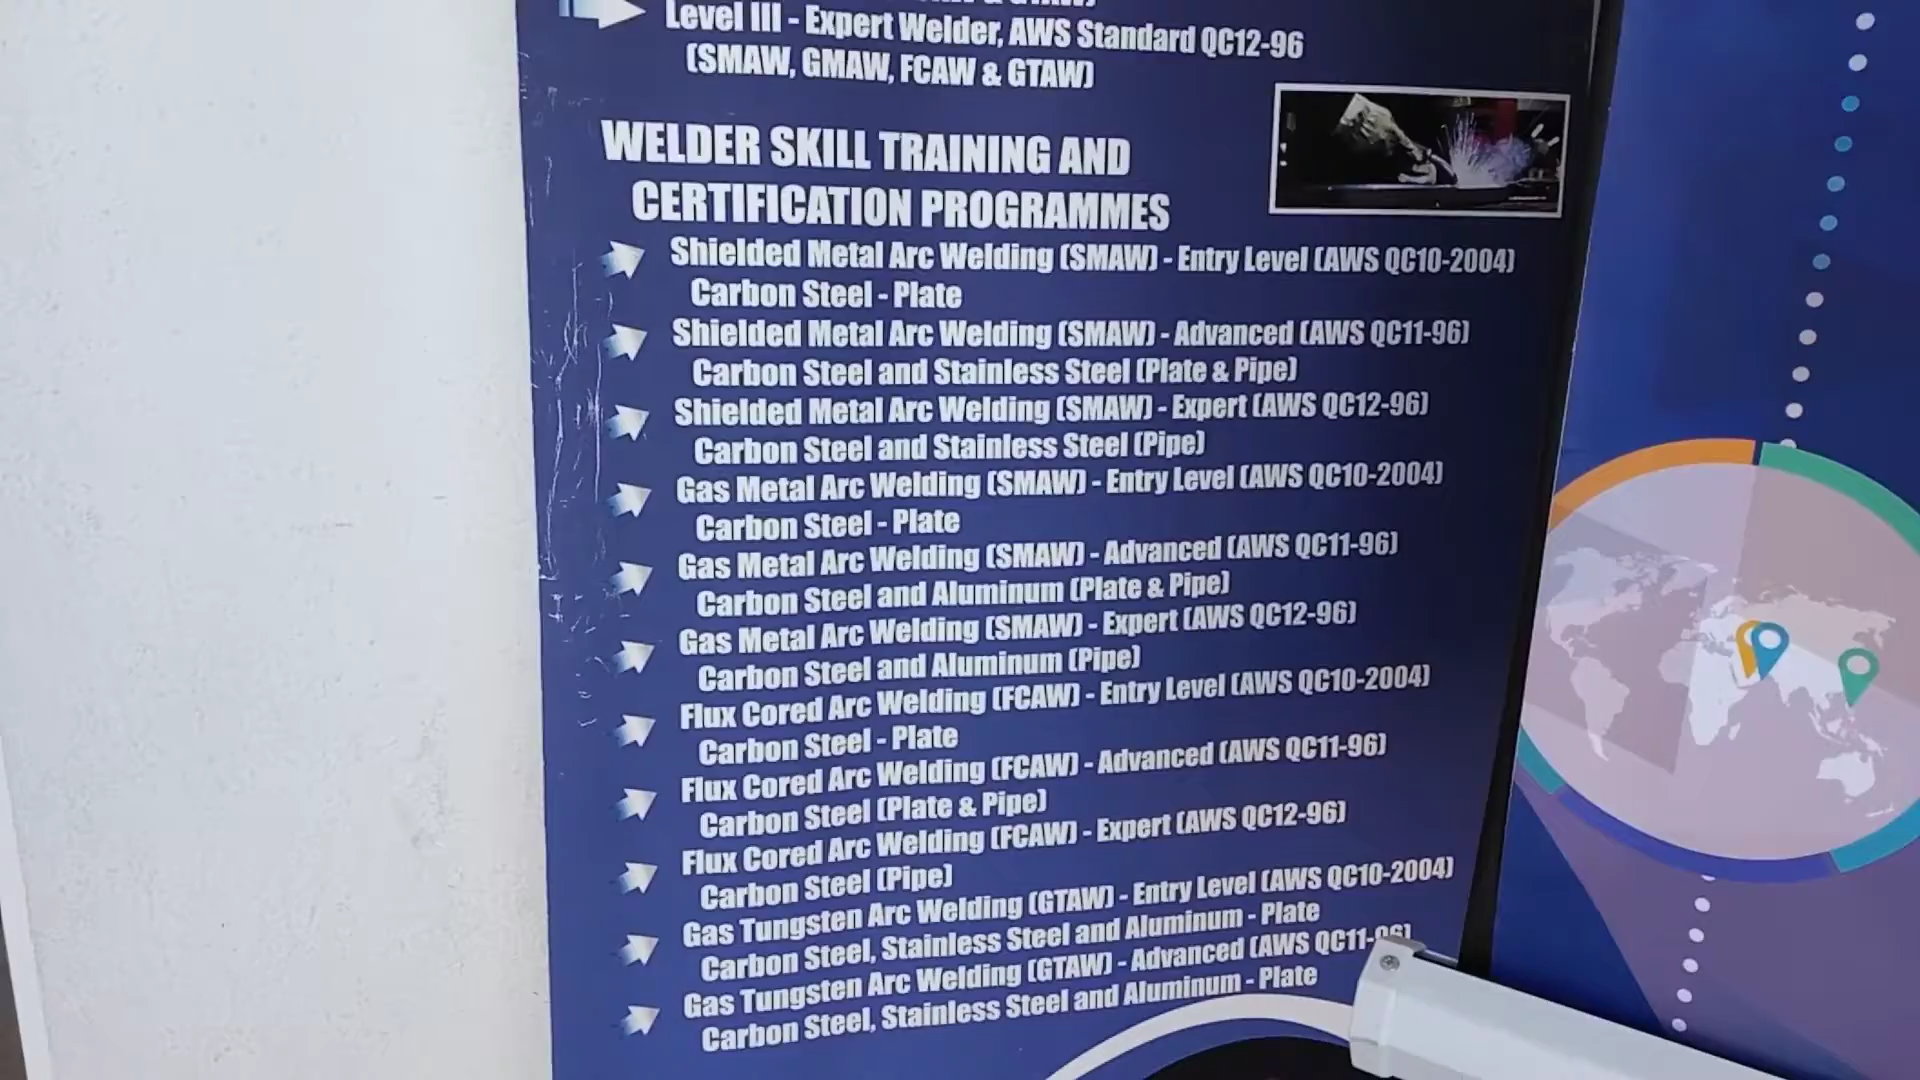 Level III - Expert Welder, AWS Standard QC12-96
(SMAW, GMAW, FCAW & GTAW)
WELDER SKILL TRAINING AND
CERTIFICATION PROGRAMMES
Shielded Metal Arc Welding (SMAW) - Entry Level (AWS QC10-2004)
Carbon Steel - Plate
Shielded Metal Arc Welding (SMAW) - Advanced (AWS QC11-96)
Carbon Steel and Stainless Steel (Plate & Pipe)
Shielded Metal Arc Welding (SMAW) - Expert (AWS QC12-96)
Carbon Steel and Stainless Steel (Pipe)
Gas Metal Arc Welding (SMAW) - Entry Level (AWS QC10-2004)
Carbon Steel - Plate
Gas Metal Arc Welding (SMAW) - Advanced (AWS QC11-96)
Carbon Steel and Aluminum (Plate & Pipe)
Gas Metal Arc Welding (SMAW) - Expert (AWS QC12-96)
Carbon Steel and Aluminum (Pipe)
Flux Cored Arc Welding (FCAW) - Entry Level (AWS QC10-2004)
Carbon Steel - Plate
Flux Cored Arc Welding (FCAW) - Advanced (AWS QC11-96)
Carbon Steel (Plate & Pipe)
Flux Cored Arc Welding (FCAW) - Expert (AWS QC12-96)
Carbon Steel (Pipe)
Gas Tungsten Arc Welding (GTAW) - Entry Level (AWS QC10-2004)
Carbon Steel, Stainless Steel and Aluminum - Plate
Gas Tungsten Arc Welding (GTAW) - Advanced (AWS QC11-96)
Carbon Steel, Stainless Steel and Aluminum - Plate